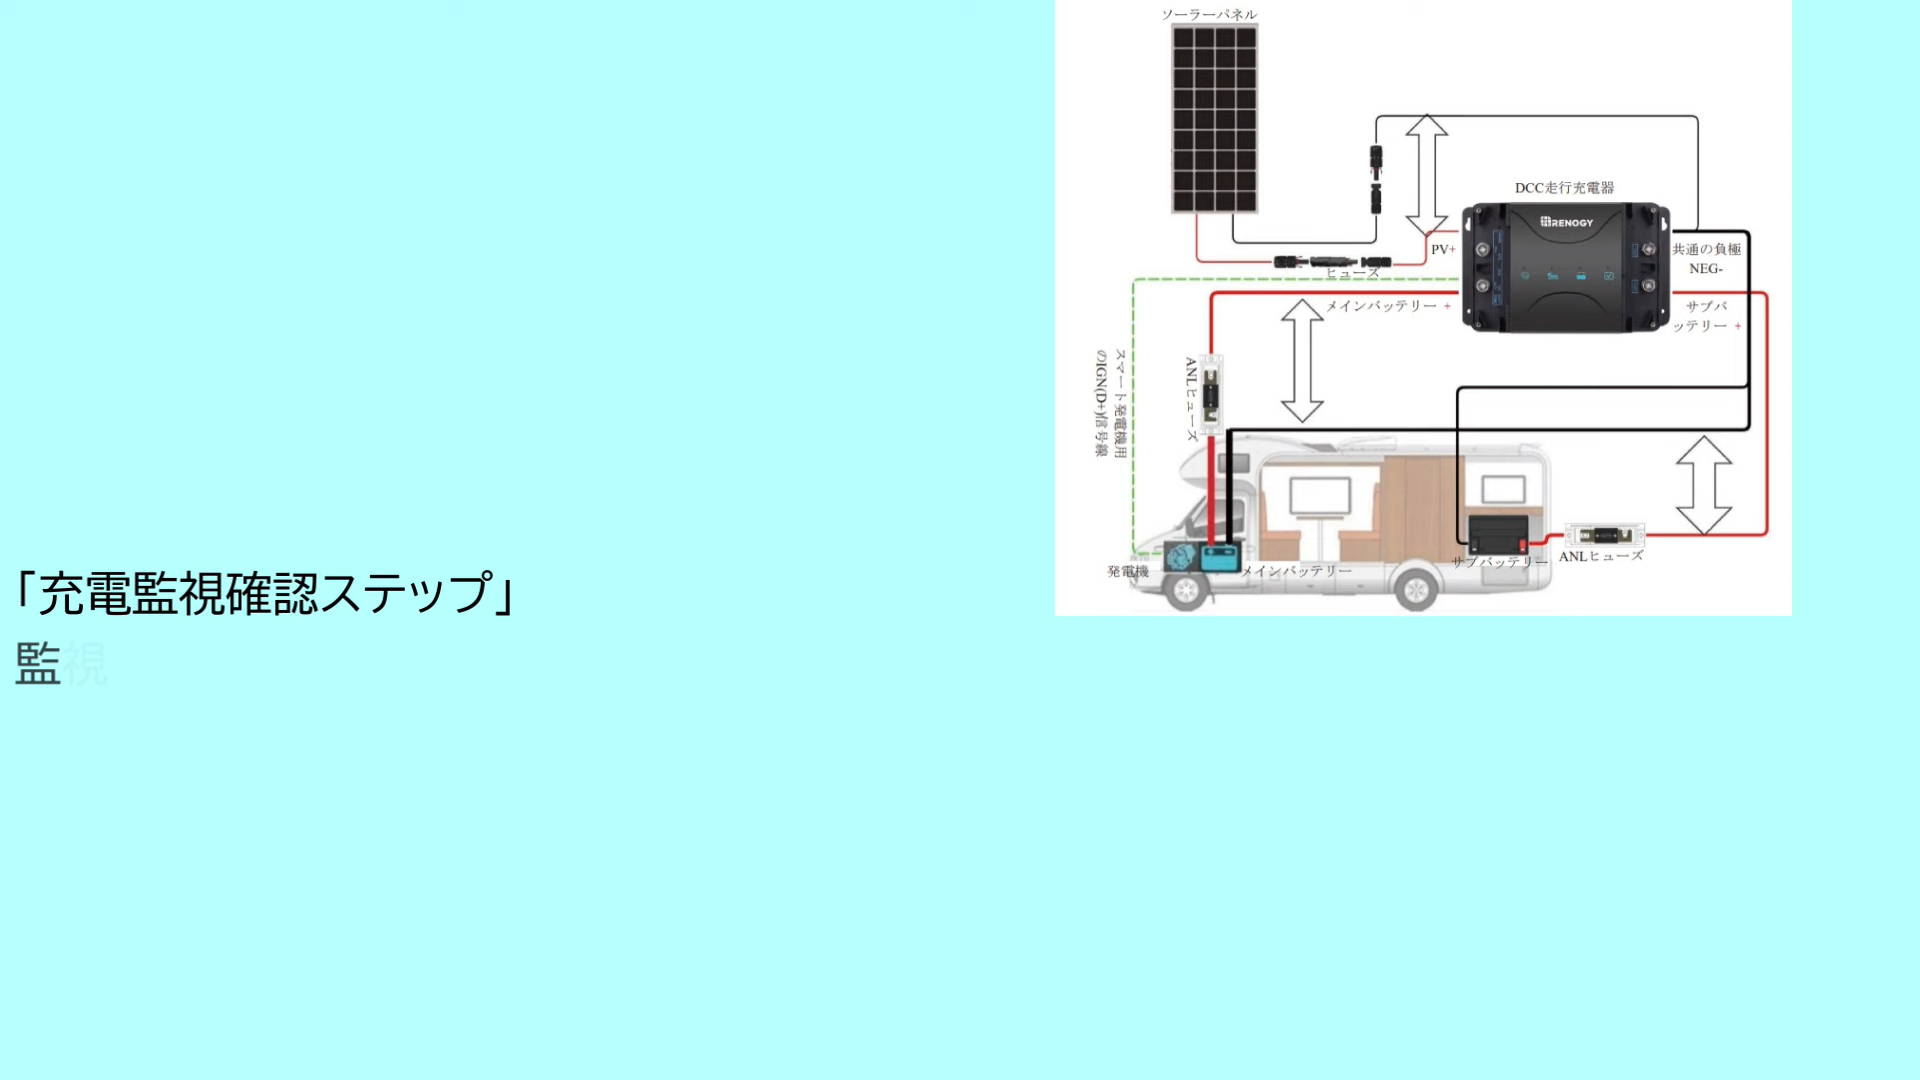 ソーラーパネル
DCC走行充電器
RENOGY
PV+
共通の負極
NEG-
ヒューズ
メインバッテリー +
サブバ
ッテリー +
スマート発電機用
のIGN(D+)信号線
ANLヒューズ
発電機
メインバッテリー
サブバッテリー
ANLヒューズ
「充電監視確認ステップ」
監視